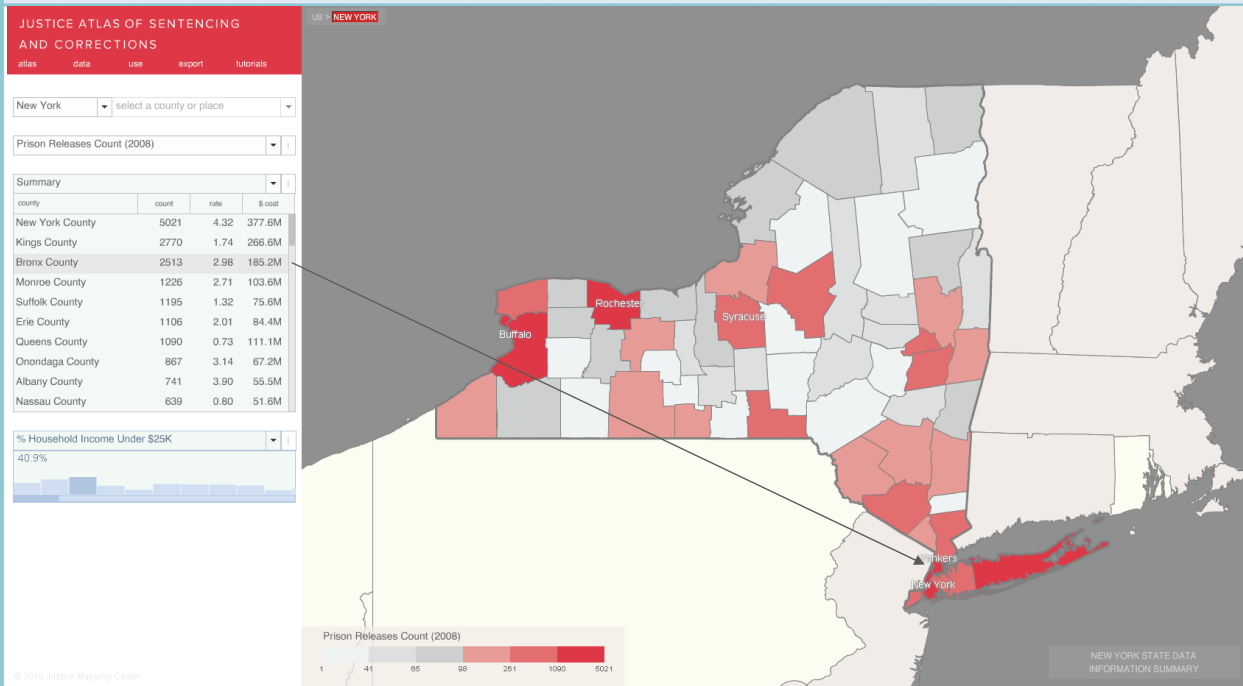 JUSTICE ATLAS OF SENTENCING
AND CORRECTIONS
atlas data use export tutorials
US > NEW YORK
New York select a county or place
Prison Releases Count (2008) i
Summary i
county count rate $ cost
New York County 5021 4.32 377.6M
Kings County 2770 1.74 266.6M
Bronx County 2513 2.98 185.2M
Monroe County 1226 2.71 103.6M
Suffolk County 1195 1.32 75.6M
Erie County 1106 2.01 84.4M
Queens County 1090 0.73 111.1M
Onondaga County 867 3.14 67.2M
Albany County 741 3.90 55.5M
Nassau County 639 0.80 51.6M
% Household Income Under $25K i
40.9%
Rochester
Syracuse
Buffalo
Yonkers
New York
Prison Releases Count (2008)
1 41 65 98 261 1090 5021
NEW YORK STATE DATA
INFORMATION SUMMARY
© 2010 Justice Mapping Center